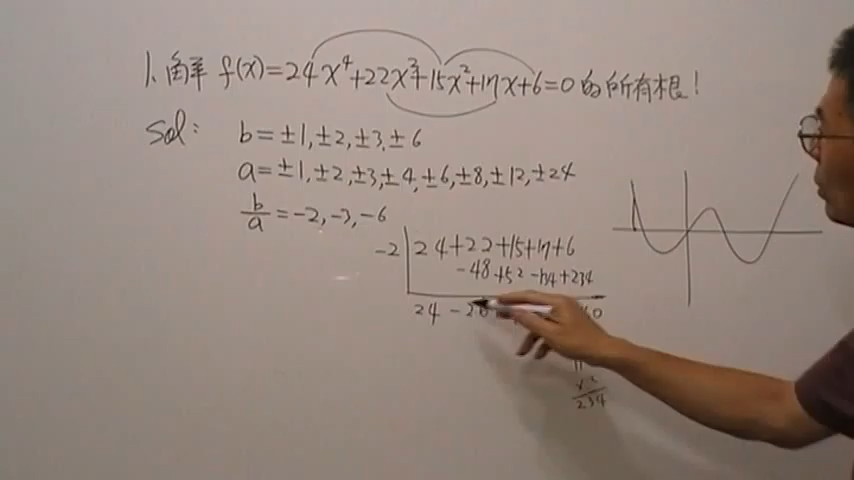 1. 解 f(x)=24x⁴+22x³+15x²+17x+6=0 的所有根!
Sol: b=±1,±2,±3,±6
a=±1,±2,±3,±4,±6,±8,±12,±24
b/a=-2,-3,-6
-2 | 24+22+15+17+6
-48+52-134+234
24-26
234